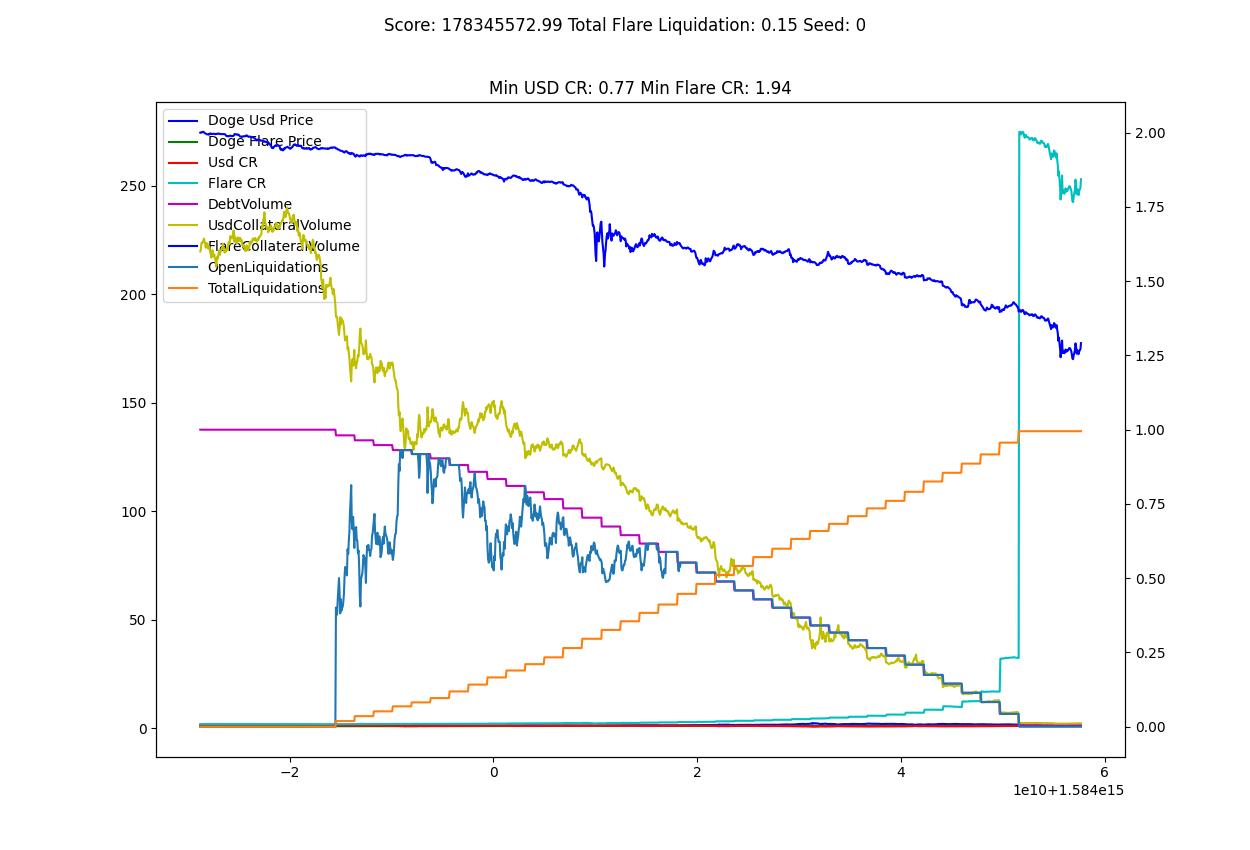 Score: 178345572.99 Total Flare Liquidation: 0.15 Seed: 0
Min USD CR: 0.77 Min Flare CR: 1.94
Doge Usd Price
Doge Flare Price
Usd CR
Flare CR
DebtVolume
UsdCollateralVolume
FlareCollateralVolume
OpenLiquidations
TotalLiquidations
250
200
150
100
50
0
2.00
1.75
1.50
1.25
1.00
0.75
0.50
0.25
0.00
−2 0 2 4 6
1e10+1.584e15